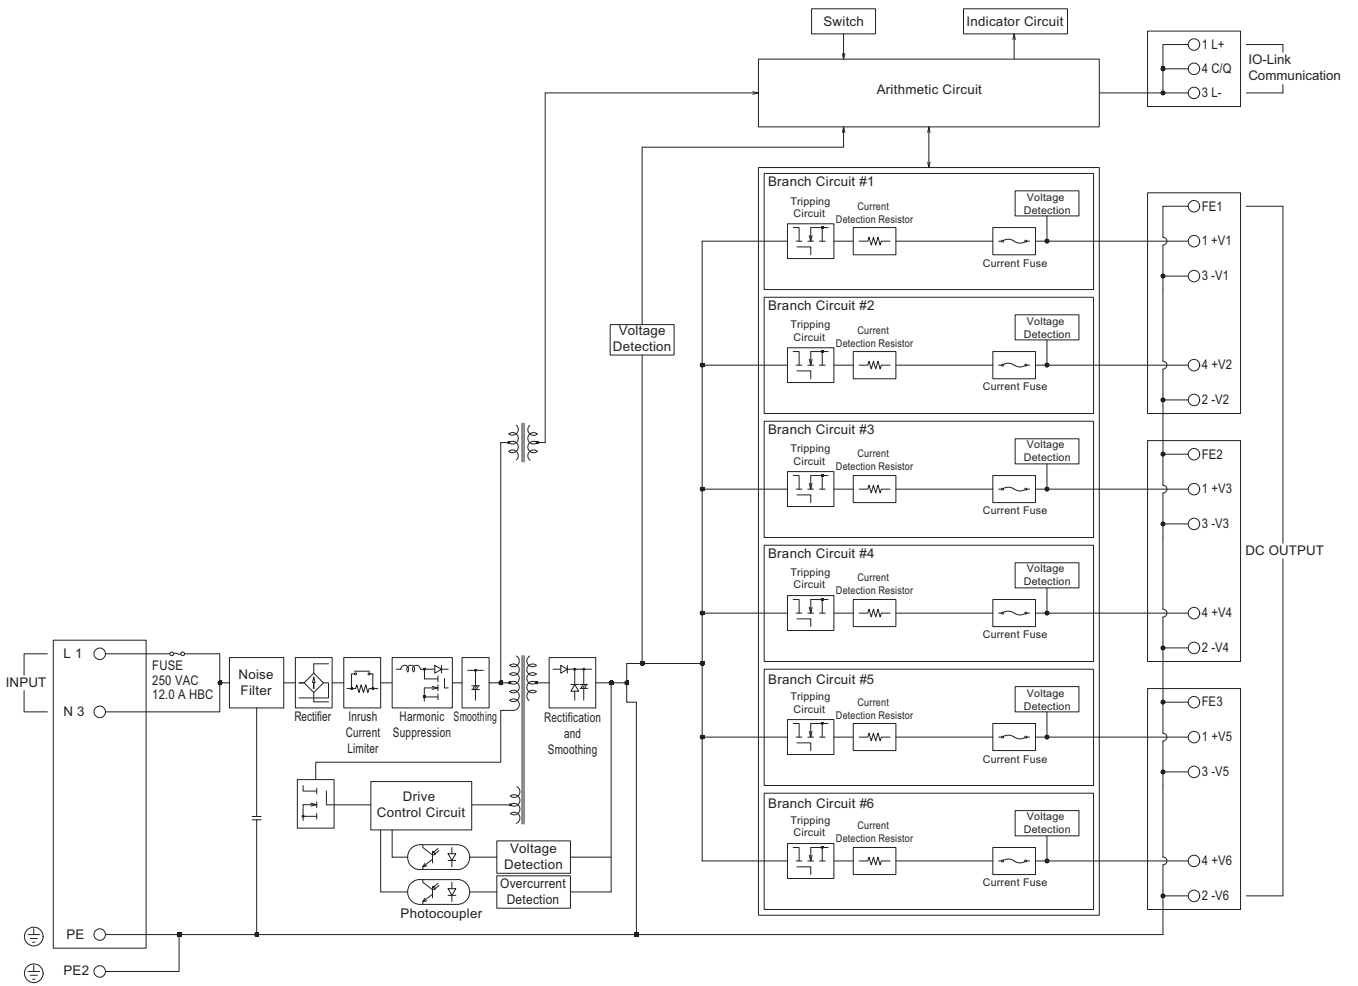 Switch
Indicator Circuit
Arithmetic Circuit
1 L+
4 C/Q
3 L-
IO-Link
Communication
Branch Circuit #1
Tripping
Circuit
Current
Detection Resistor
Voltage
Detection
Current Fuse
FE1
1 +V1
3 -V1
Branch Circuit #2
Tripping
Circuit
Current
Detection Resistor
Voltage
Detection
Current Fuse
4 +V2
2 -V2
Voltage
Detection
Branch Circuit #3
Tripping
Circuit
Current
Detection Resistor
Voltage
Detection
Current Fuse
FE2
1 +V3
3 -V3
DC OUTPUT
Branch Circuit #4
Tripping
Circuit
Current
Detection Resistor
Voltage
Detection
Current Fuse
4 +V4
2 -V4
Branch Circuit #5
Tripping
Circuit
Current
Detection Resistor
Voltage
Detection
Current Fuse
FE3
1 +V5
3 -V5
Branch Circuit #6
Tripping
Circuit
Current
Detection Resistor
Voltage
Detection
Current Fuse
4 +V6
2 -V6
INPUT
L 1
N 3
FUSE
250 VAC
12.0 A HBC
Noise
Filter
Rectifier
Inrush
Current
Limiter
Harmonic
Suppression
Smoothing
Rectification
and
Smoothing
Drive
Control Circuit
Voltage
Detection
Overcurrent
Detection
Photocoupler
PE
PE2